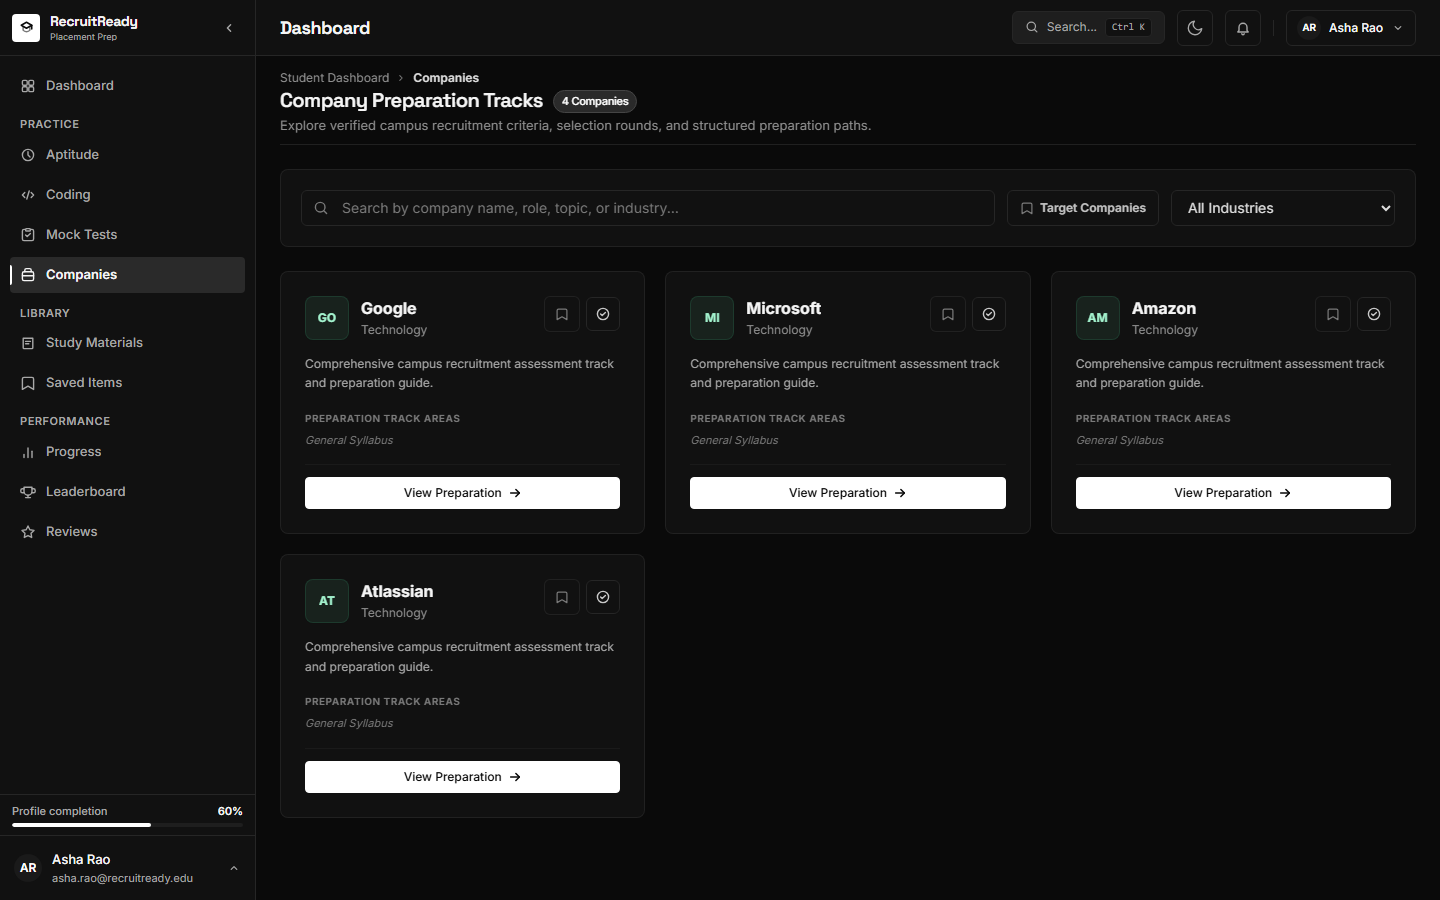 RecruitReady
Placement Prep
Dashboard
PRACTICE
Aptitude
Coding
Mock Tests
Companies
LIBRARY
Study Materials
Saved Items
PERFORMANCE
Progress
Leaderboard
Reviews
Profile completion 60%
AR
Asha Rao
asha.rao@recruitready.edu
Dashboard
Search... Ctrl K
AR Asha Rao
Student Dashboard › Companies
Company Preparation Tracks 4 Companies
Explore verified campus recruitment criteria, selection rounds, and structured preparation paths.
Search by company name, role, topic, or industry...
Target Companies
All Industries
GO
Google
Technology
Comprehensive campus recruitment assessment track
and preparation guide.
PREPARATION TRACK AREAS
General Syllabus
View Preparation →
MI
Microsoft
Technology
Comprehensive campus recruitment assessment track
and preparation guide.
PREPARATION TRACK AREAS
General Syllabus
View Preparation →
AM
Amazon
Technology
Comprehensive campus recruitment assessment track
and preparation guide.
PREPARATION TRACK AREAS
General Syllabus
View Preparation →
AT
Atlassian
Technology
Comprehensive campus recruitment assessment track
and preparation guide.
PREPARATION TRACK AREAS
General Syllabus
View Preparation →